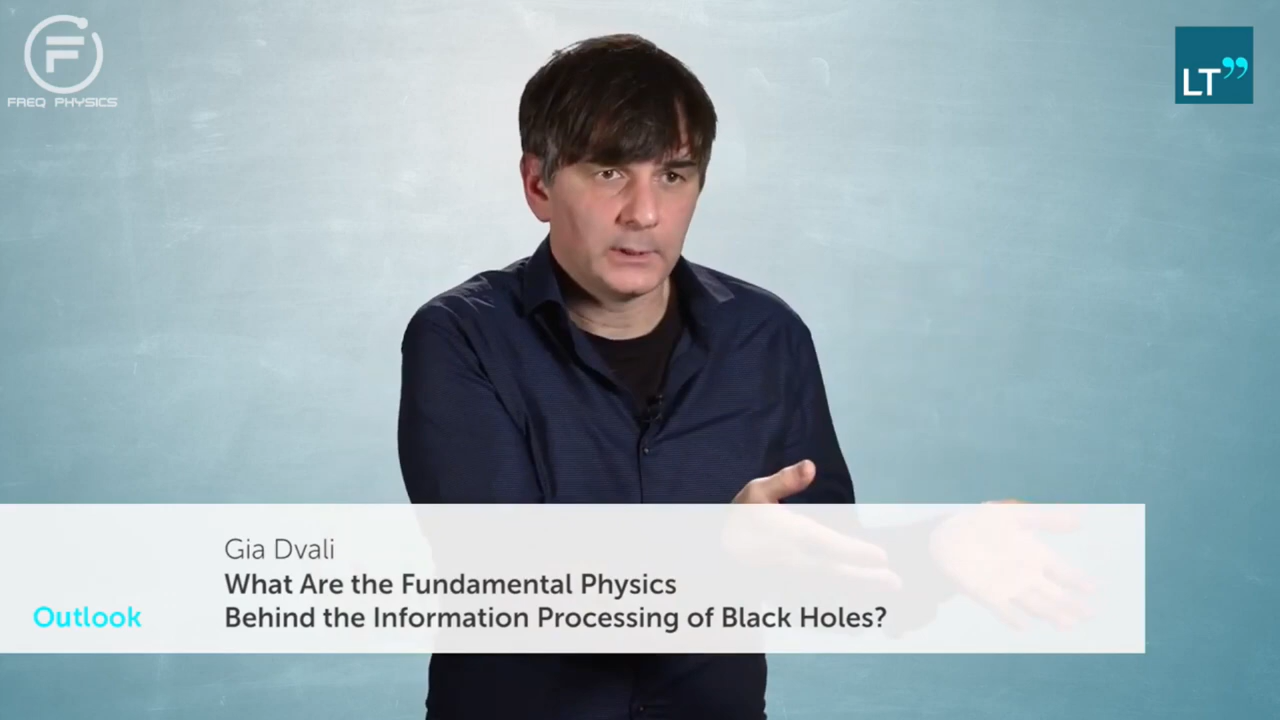 FREQ PHYSICS
LT”
Gia Dvali
What Are the Fundamental Physics
Behind the Information Processing of Black Holes?
Outlook